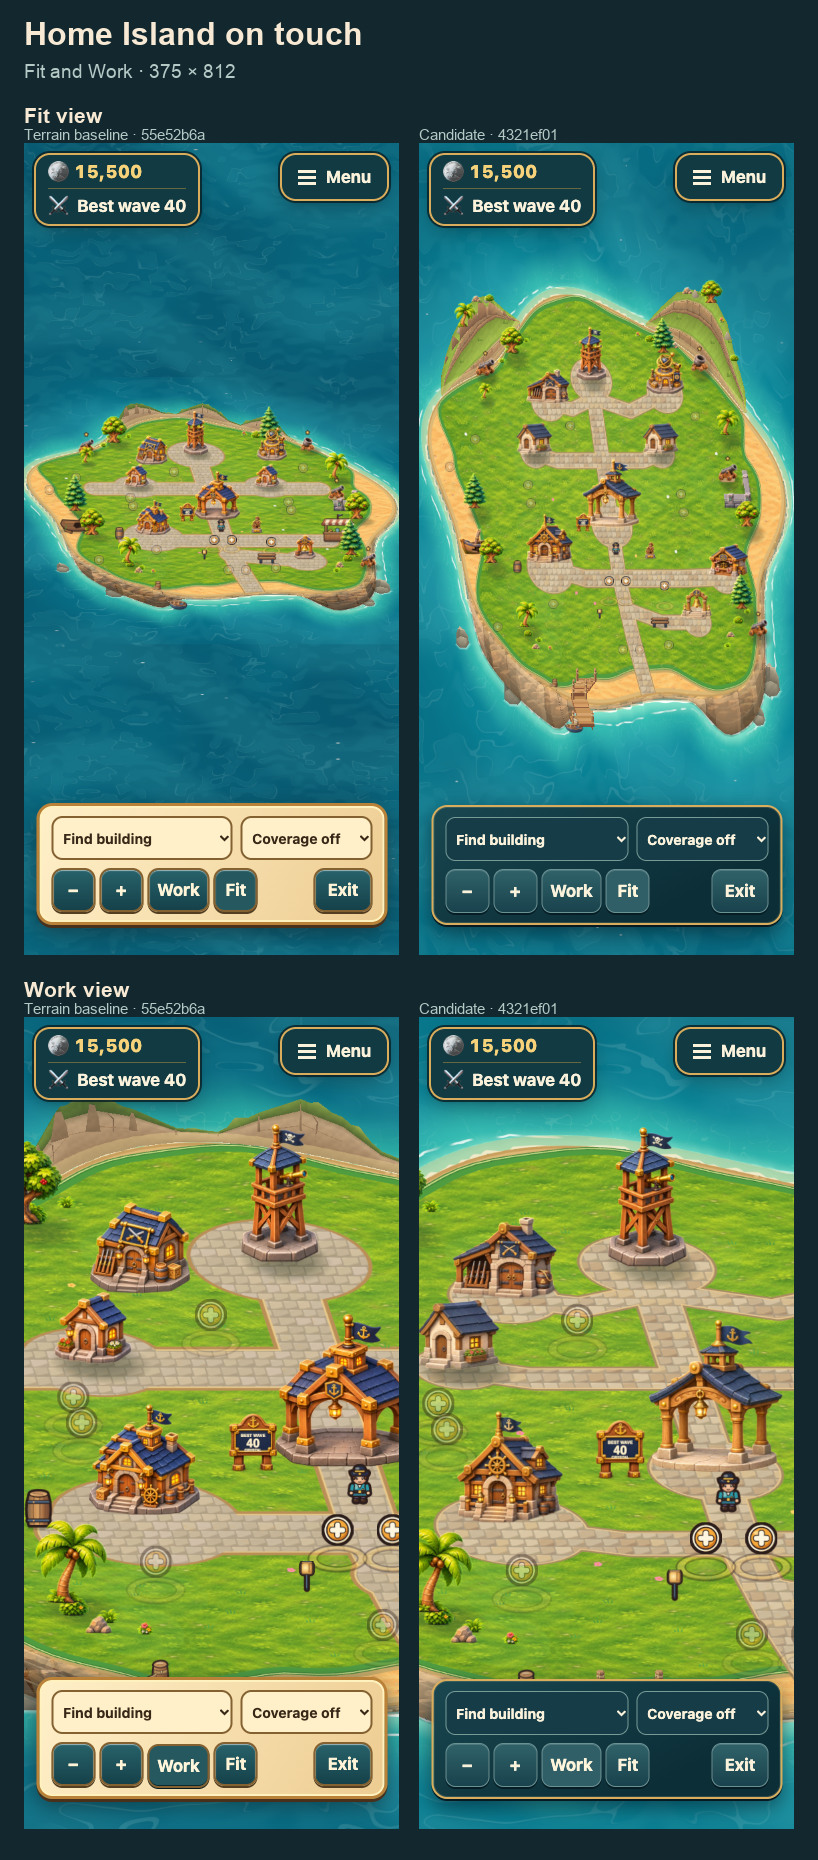 Home Island on touch
Fit and Work · 375 × 812
Fit view
Terrain baseline · 55e52b6a
Candidate · 4321ef01
15,500
Menu
Best wave 40
15,500
Menu
Best wave 40
Find building
Coverage off
− + Work Fit Exit
Find building
Coverage off
− + Work Fit Exit
Work view
Terrain baseline · 55e52b6a
Candidate · 4321ef01
15,500
Menu
Best wave 40
15,500
Menu
Best wave 40
BEST WAVE
40
BEST WAVE
40
Find building
Coverage off
− + Work Fit Exit
Find building
Coverage off
− + Work Fit Exit